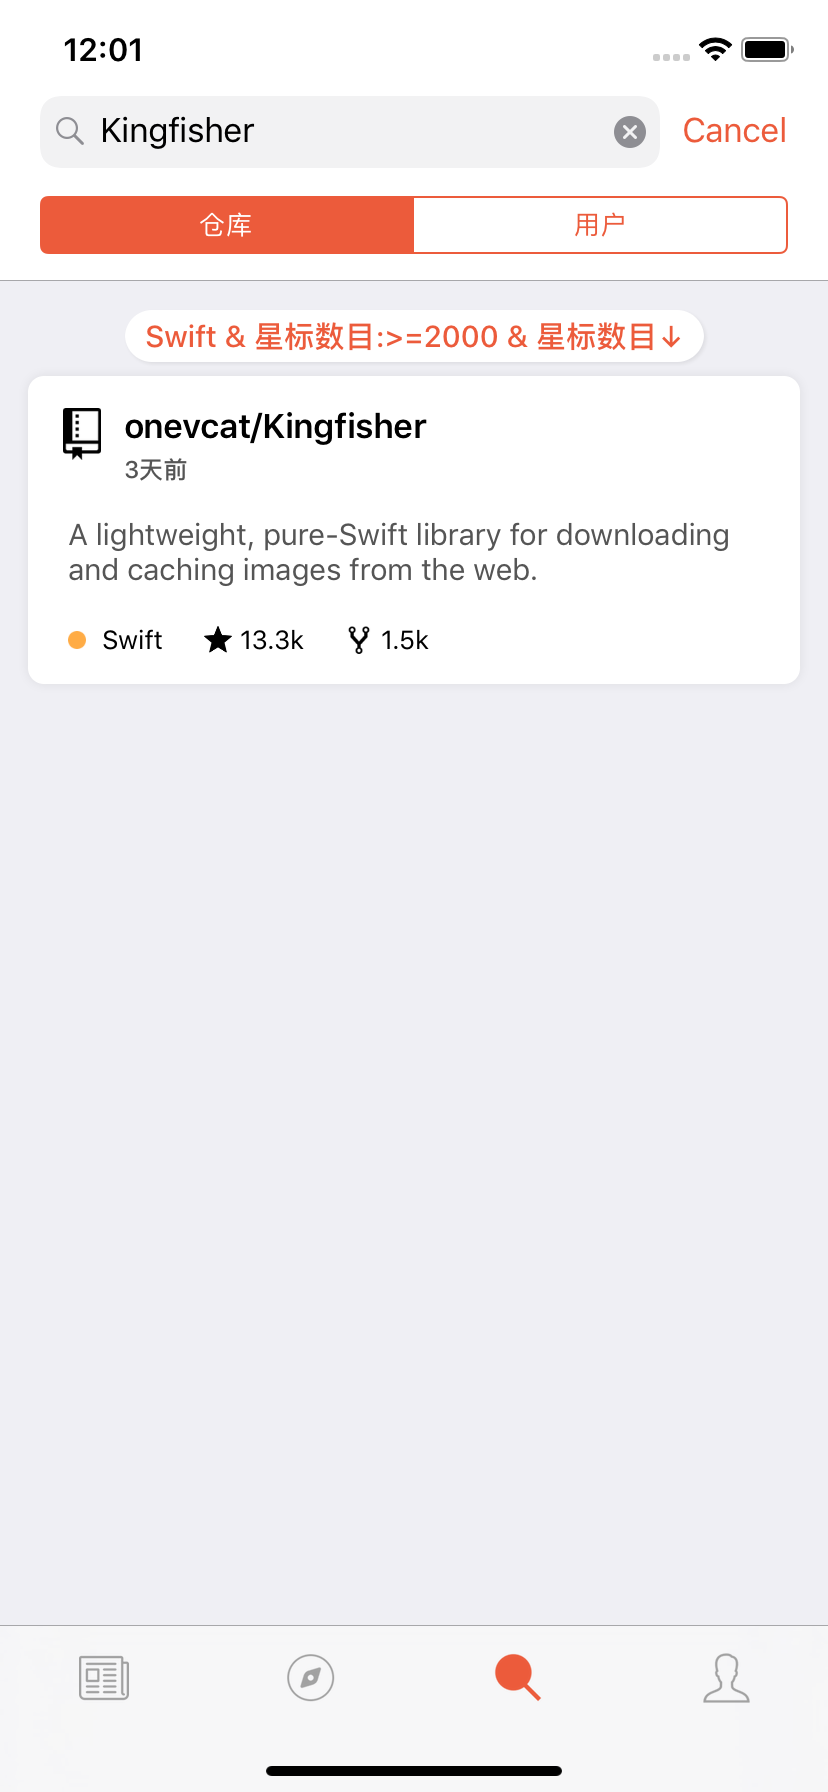 12:01
Kingfisher
Cancel
仓库
用户
Swift & 星标数目:>=2000 & 星标数目↓
onevcat/Kingfisher
3天前
A lightweight, pure-Swift library for downloading
and caching images from the web.
Swift 13.3k 1.5k